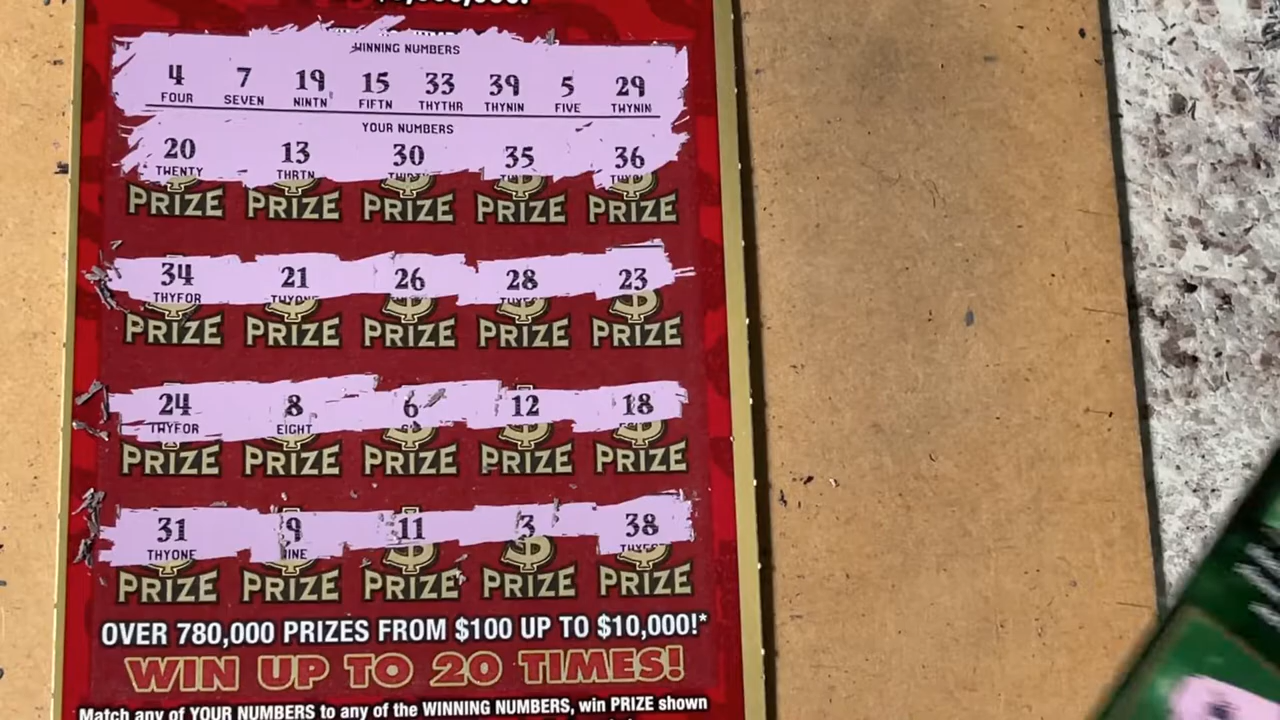 WINNING NUMBERS
4 7 19 15 33 39 5 29
FOUR SEVEN NINTN FIFTN THYTHR THYNIN FIVE TWYNIN
YOUR NUMBERS
20 13 30 35 36
TWENTY THRTN
PRIZE PRIZE PRIZE PRIZE PRIZE
34 21 26 28 23
THYFOR
PRIZE PRIZE PRIZE PRIZE PRIZE
24 8 6 12 18
TWYFOR EIGHT
PRIZE PRIZE PRIZE PRIZE PRIZE
31 9 11 3 38
THYONE NINE
PRIZE PRIZE PRIZE PRIZE PRIZE
OVER 780,000 PRIZES FROM $100 UP TO $10,000!*
WIN UP TO 20 TIMES!
Match any of YOUR NUMBERS to any of the WINNING NUMBERS, win PRIZE shown